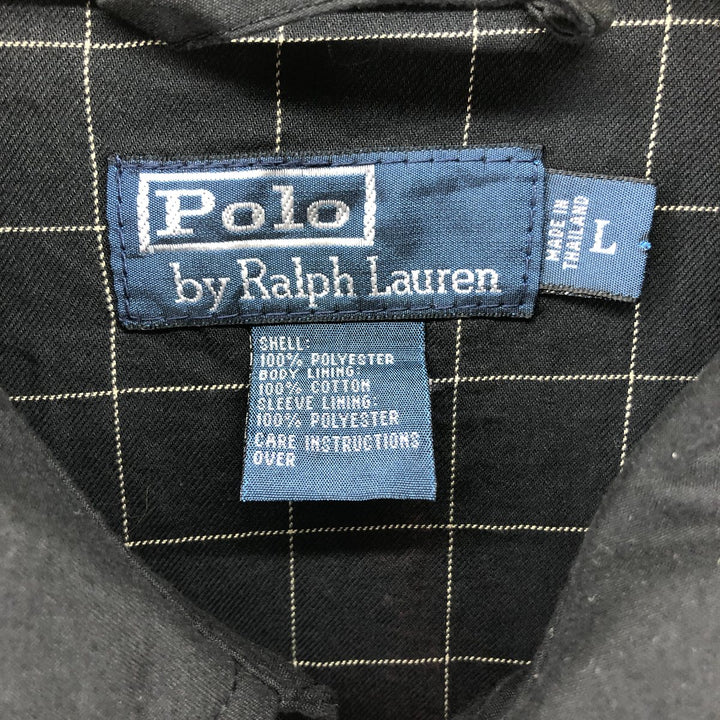 Polo
by Ralph Lauren
MADE IN
THAILAND
L
SHELL:
100% POLYESTER
BODY LINING:
100% COTTON
SLEEVE LINING:
100% POLYESTER
CARE INSTRUCTIONS
OVER